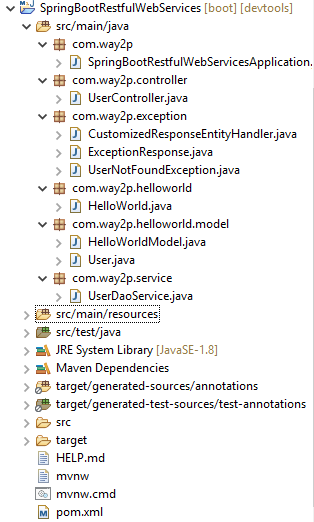 SpringBootRestfulWebServices [boot] [devtools]
src/main/java
com.way2p
SpringBootRestfulWebServicesApplication.
com.way2p.controller
UserController.java
com.way2p.exception
CustomizedResponseEntityHandler.java
ExceptionResponse.java
UserNotFoundException.java
com.way2p.helloworld
HelloWorld.java
com.way2p.helloworld.model
HelloWorldModel.java
User.java
com.way2p.service
UserDaoService.java
src/main/resources
src/test/java
JRE System Library [JavaSE-1.8]
Maven Dependencies
target/generated-sources/annotations
target/generated-test-sources/test-annotations
src
target
HELP.md
mvnw
mvnw.cmd
pom.xml